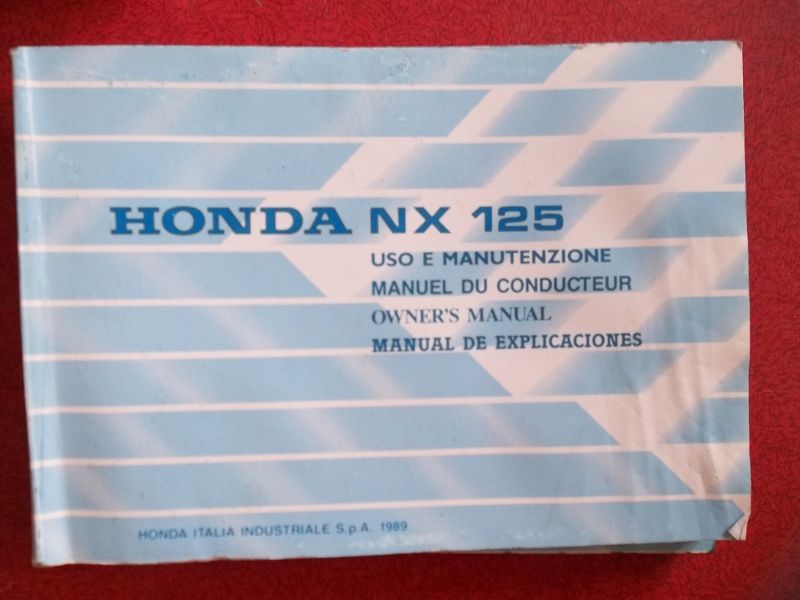 HONDA NX 125
USO E MANUTENZIONE
MANUEL DU CONDUCTEUR
OWNER'S MANUAL
MANUAL DE EXPLICACIONES
HONDA ITALIA INDUSTRIALE S.p.A. 1989